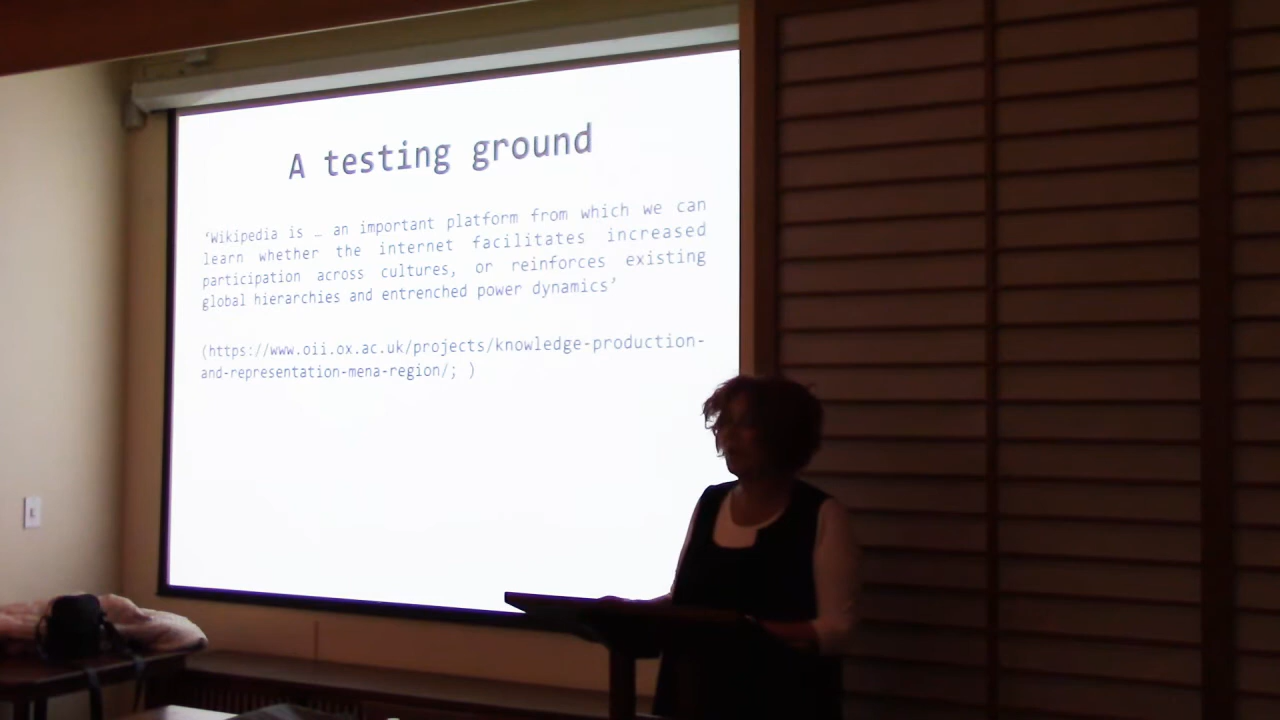 A testing ground
‘Wikipedia is … an important platform from which we can
learn whether the internet facilitates increased
participation across cultures, or reinforces existing
global hierarchies and entrenched power dynamics’
(https://www.oii.ox.ac.uk/projects/knowledge-production-
and-representation-mena-region/; )